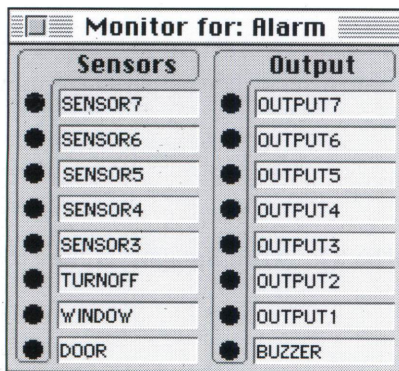 Monitor for: Alarm
Sensors Output
SENSOR7 OUTPUT7
SENSOR6 OUTPUT6
SENSOR5 OUTPUT5
SENSOR4 OUTPUT4
SENSOR3 OUTPUT3
TURNOFF OUTPUT2
WINDOW OUTPUT1
DOOR BUZZER